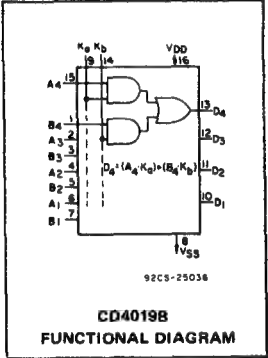 Ka Kb VDD
9 14 16
A4 15
13 D4
B4 1
A3 2
12 D3
B3 3
D4=(A4·Ka)+(B4·Kb)
A2 4
11 D2
B2 5
A1 6
10 D1
B1 7
8
VSS
92CS-25036
CD4019B
FUNCTIONAL DIAGRAM